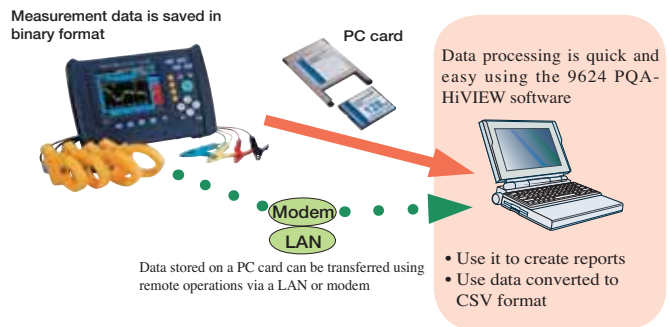 Measurement data is saved in
binary format
PC card
Data processing is quick and
easy using the 9624 PQA-
HiVIEW software
Modem
LAN
Data stored on a PC card can be transferred using
remote operations via a LAN or modem
• Use it to create reports
• Use data converted to
CSV format